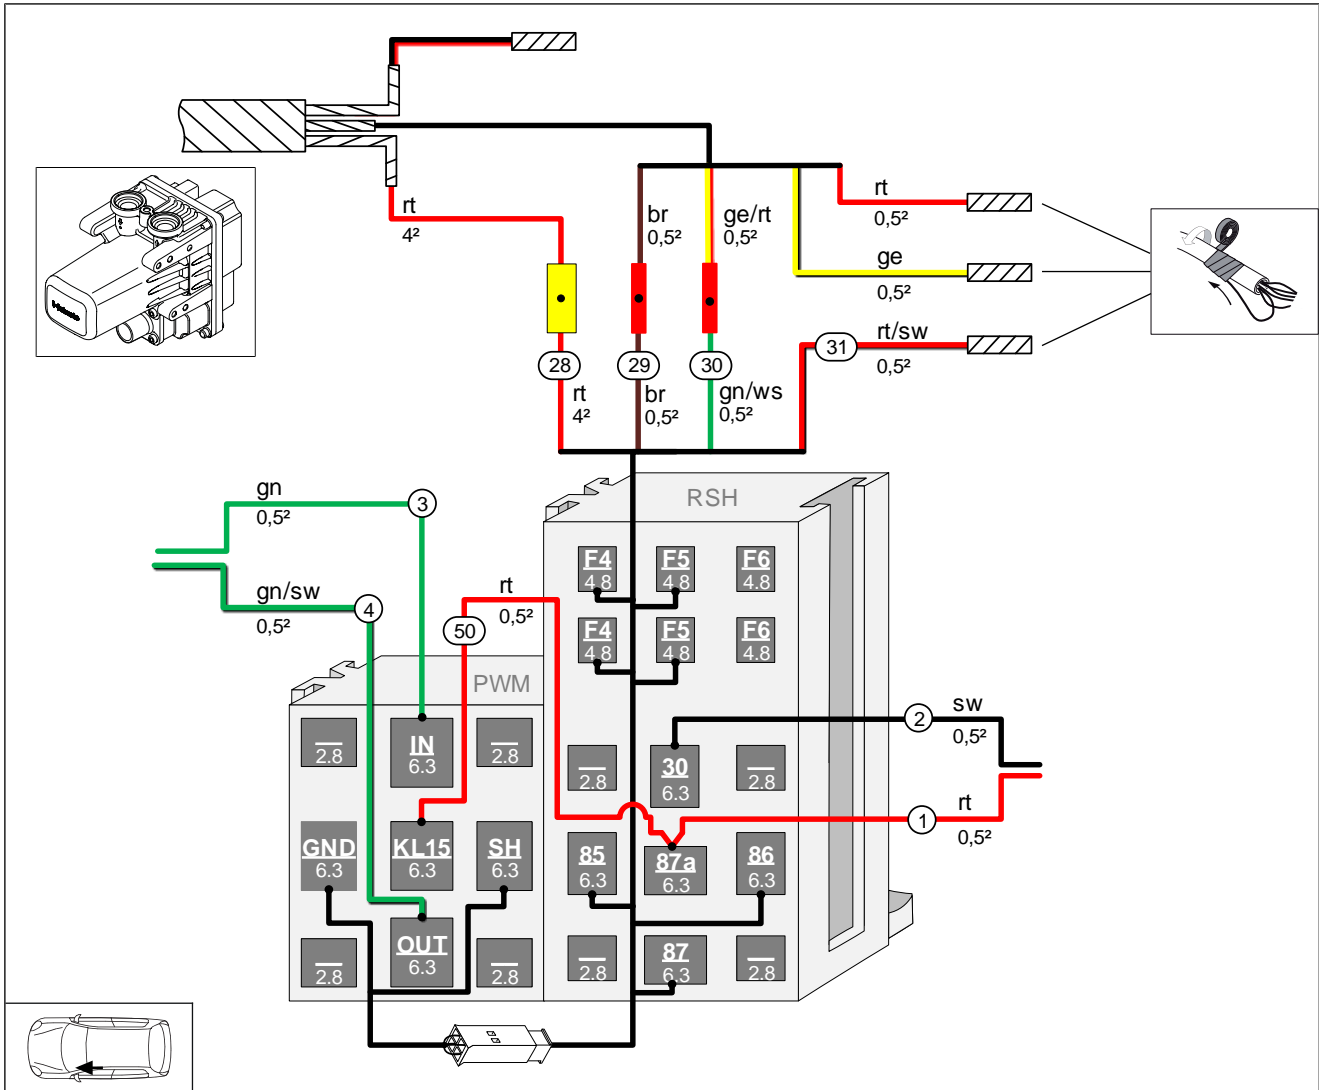 rt
4²
br
0,5²
ge/rt
0,5²
rt
0,5²
ge
0,5²
rt/sw
0,5²
31
28
29
30
rt
4²
br
0,5²
gn/ws
0,5²
gn
0,5²
3
gn/sw
0,5²
4
rt
0,5²
50
RSH
F4
4.8
F5
4.8
F6
4.8
F4
4.8
F5
4.8
F6
4.8
PWM
2.8
IN
6.3
2.8
2.8
30
6.3
2.8
2
sw
0,5²
1
rt
0,5²
GND
6.3
KL15
6.3
SH
6.3
85
6.3
87a
6.3
86
6.3
2.8
OUT
6.3
2.8
2.8
87
6.3
2.8